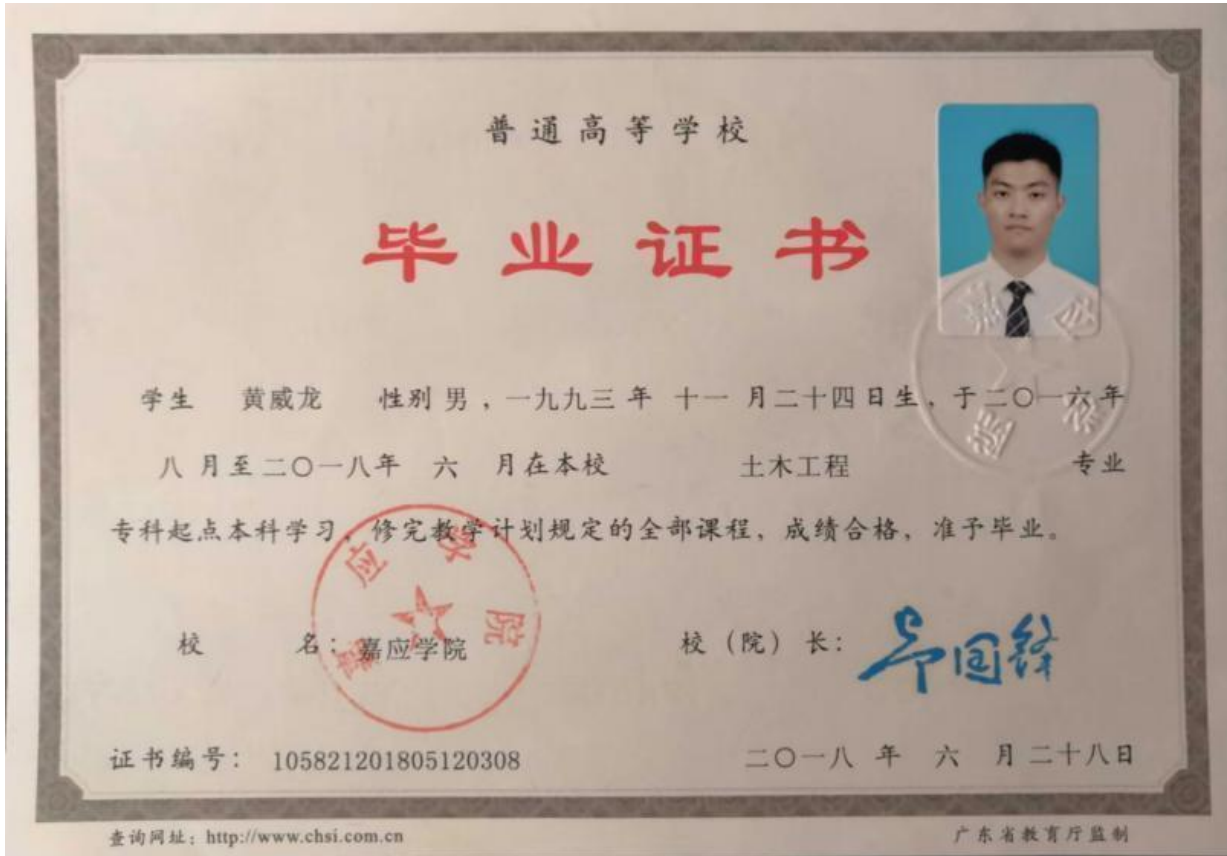 普通高等学校
毕业证书
学生 黄威龙 性别 男，一九九三年 十一 月二十四日生，于二〇一六年
八 月至二〇一八年 六 月在本校 土木工程 专业
专科起点本科学习，修完教学计划规定的全部课程，成绩合格，准予毕业。
校 名：嘉应学院 校（院）长：
嘉应学院
证书编号： 105821201805120308 二〇一八 年 六 月二十八日
查询网址：http://www.chsi.com.cn 广东省教育厅监制